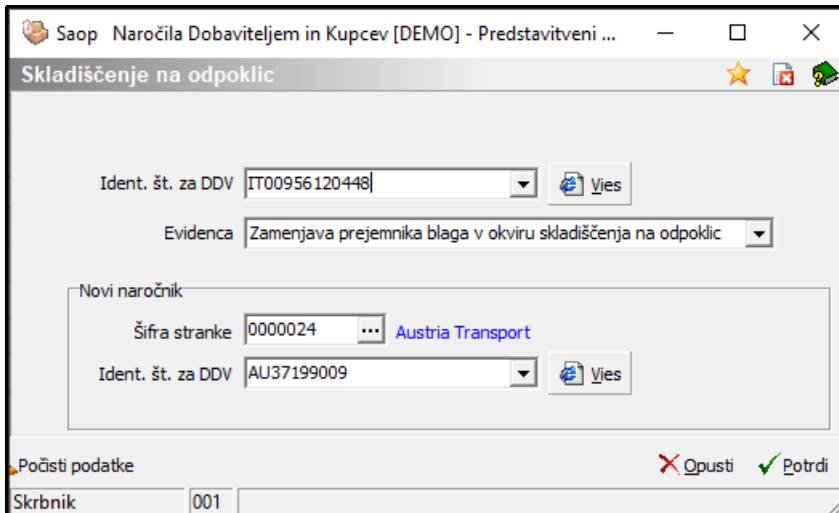 Saop Naročila Dobaviteljem in Kupcev [DEMO] - Predstavitveni ...
Skladiščenje na odpoklic
Ident. št. za DDV IT00956120448 Vies
Evidenca Zamenjava prejemnika blaga v okviru skladiščenja na odpoklic
Novi naročnik
Šifra stranke 0000024 ... Austria Transport
Ident. št. za DDV AU37199009 Vies
Počisti podatke Opusti Potrdi
Skrbnik 001